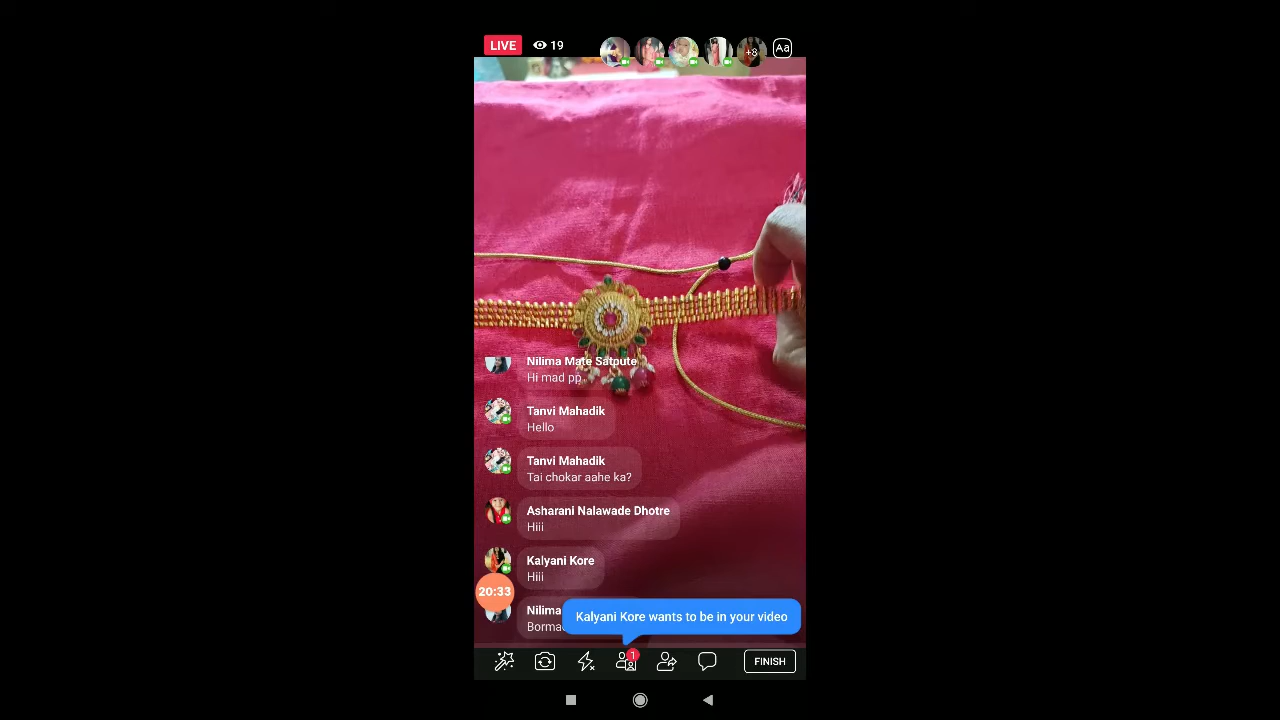 LIVE 19
+8 Aa
Nilima Mate Satpute
Hi mad pp
Tanvi Mahadik
Hello
Tanvi Mahadik
Tai chokar aahe ka?
Asharani Nalawade Dhotre
Hiii
Kalyani Kore
Hiii
20:33
Nilima
Kalyani Kore wants to be in your video
1
FINISH